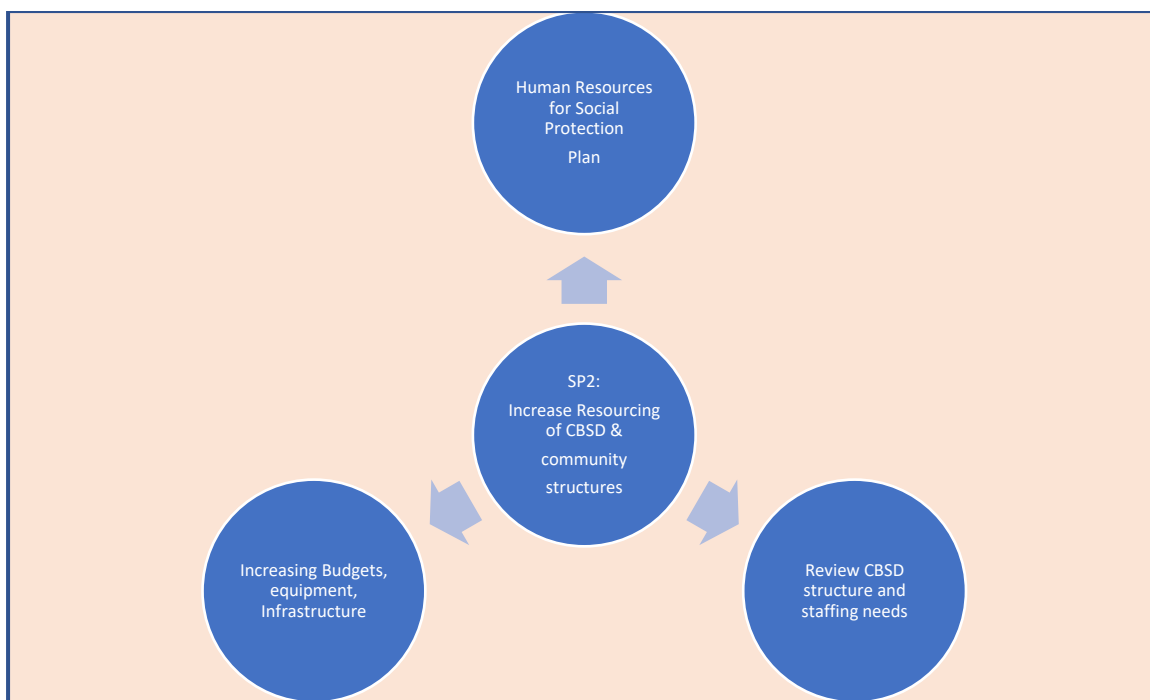 Human Resources
for Social
Protection
Plan
SP2:
Increase Resourcing
of CBSD &
community
structures
Increasing Budgets,
equipment,
Infrastructure
Review CBSD
structure and
staffing needs